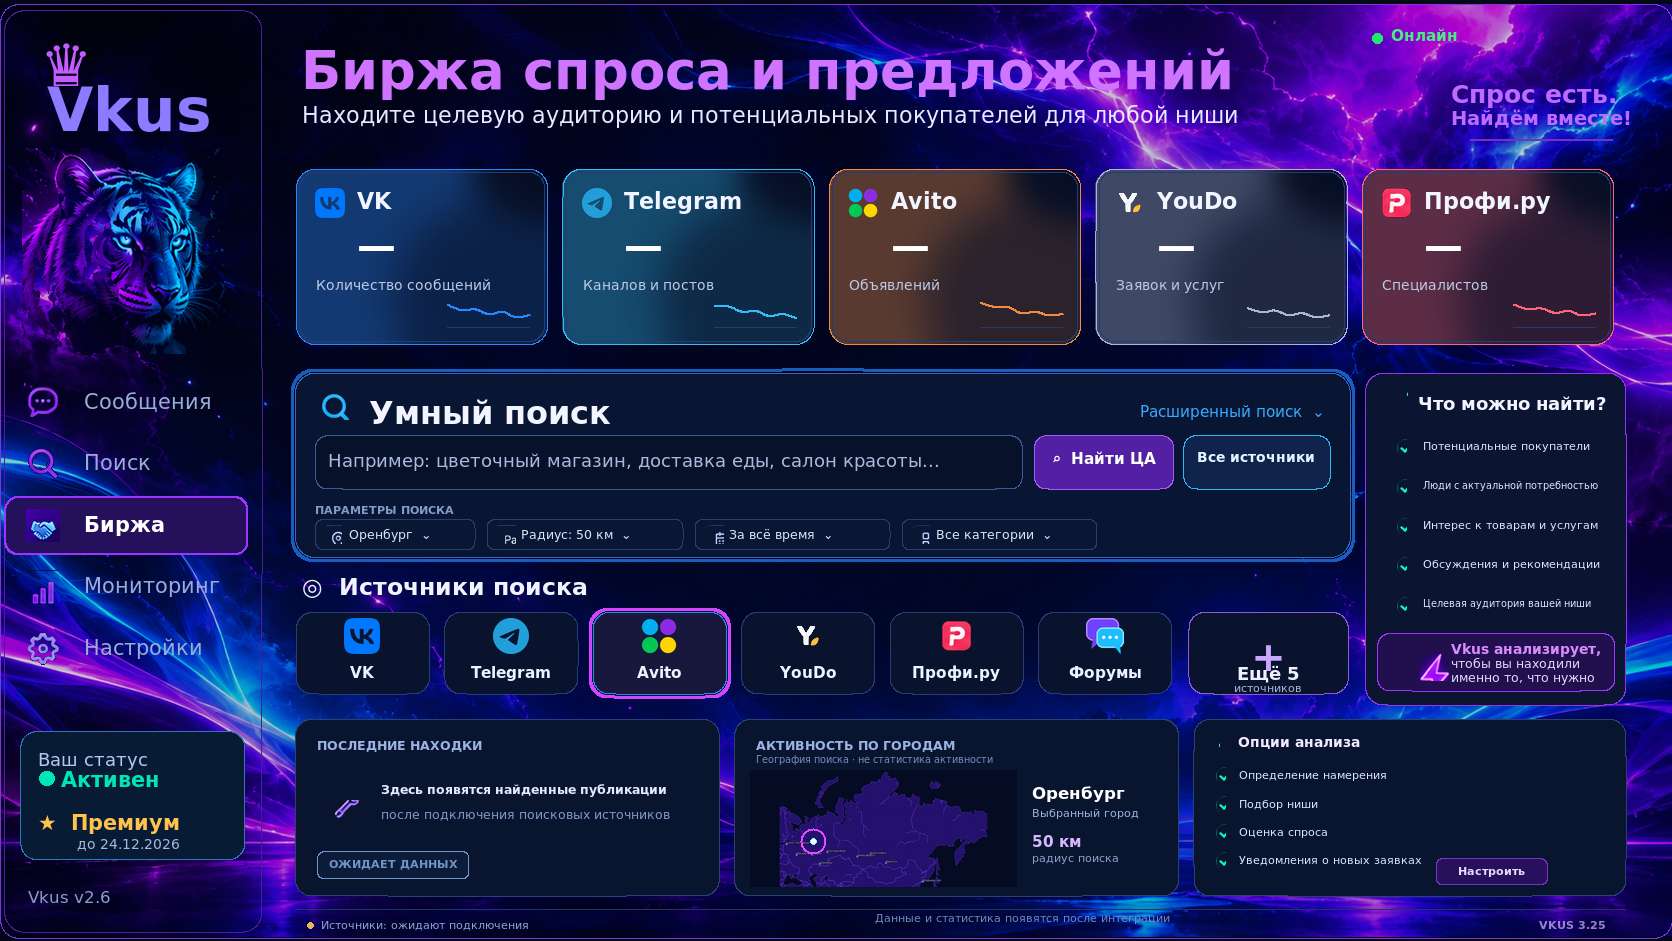 Vkus
Сообщения
Поиск
Биржа
Мониторинг
Настройки
Ваш статус
Активен
Премиум
до 24.12.2026
Vkus v2.6
Биржа спроса и предложений
Находите целевую аудиторию и потенциальных покупателей для любой ниши
Онлайн
Спрос есть.
Найдём вместе!
VK
—
Количество сообщений
Telegram
—
Каналов и постов
Avito
—
Объявлений
YouDo
—
Заявок и услуг
Профи.ру
—
Специалистов
Умный поиск
Расширенный поиск
Например: цветочный магазин, доставка еды, салон красоты...
Найти ЦА
Все источники
ПАРАМЕТРЫ ПОИСКА
Оренбург
Радиус: 50 км
За всё время
Все категории
Что можно найти?
Потенциальные покупатели
Люди с актуальной потребностью
Интерес к товарам и услугам
Обсуждения и рекомендации
Целевая аудитория вашей ниши
Vkus анализирует,
чтобы вы находили
именно то, что нужно
Источники поиска
VK
Telegram
Avito
YouDo
Профи.ру
Форумы
+
Ещё 5
источников
ПОСЛЕДНИЕ НАХОДКИ
Здесь появятся найденные публикации
после подключения поисковых источников
ОЖИДАЕТ ДАННЫХ
АКТИВНОСТЬ ПО ГОРОДАМ
География поиска · не статистика активности
Оренбург
Выбранный город
50 км
радиус поиска
Опции анализа
Определение намерения
Подбор ниши
Оценка спроса
Уведомления о новых заявках
Настроить
Источники: ожидают подключения
Данные и статистика появятся после интеграции
VKUS 3.25